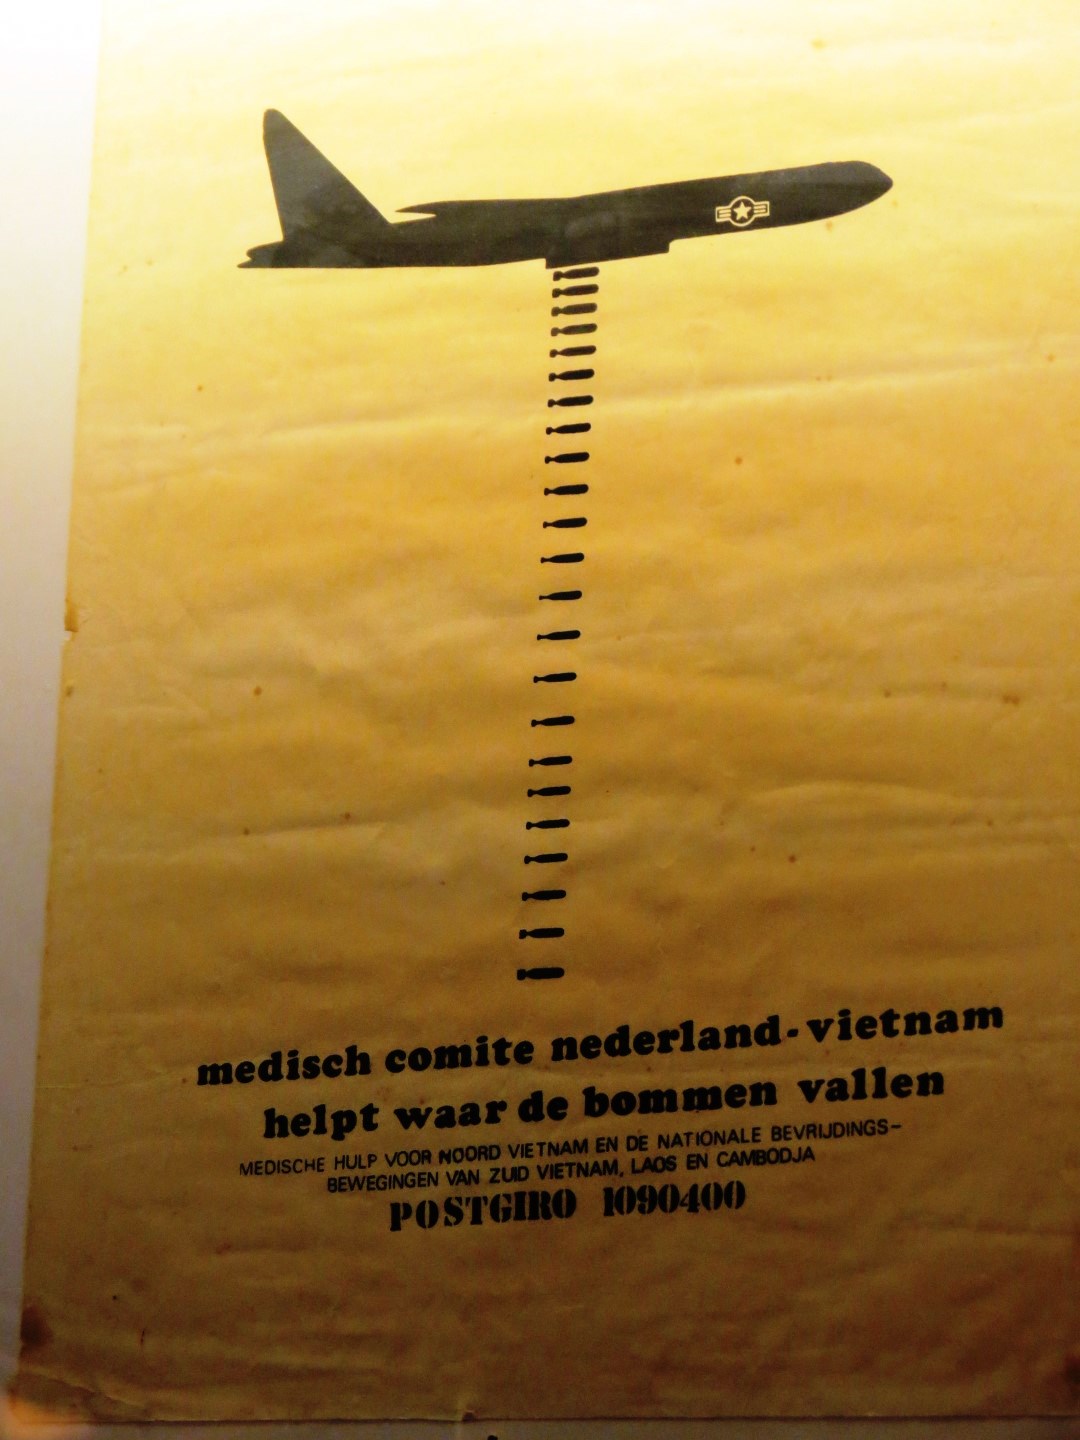 medisch comite nederland-vietnam
helpt waar de bommen vallen
MEDISCHE HULP VOOR NOORD VIETNAM EN DE NATIONALE BEVRIJDINGS-
BEWEGINGEN VAN ZUID VIETNAM, LAOS EN CAMBODJA
POSTGIRO 1090400